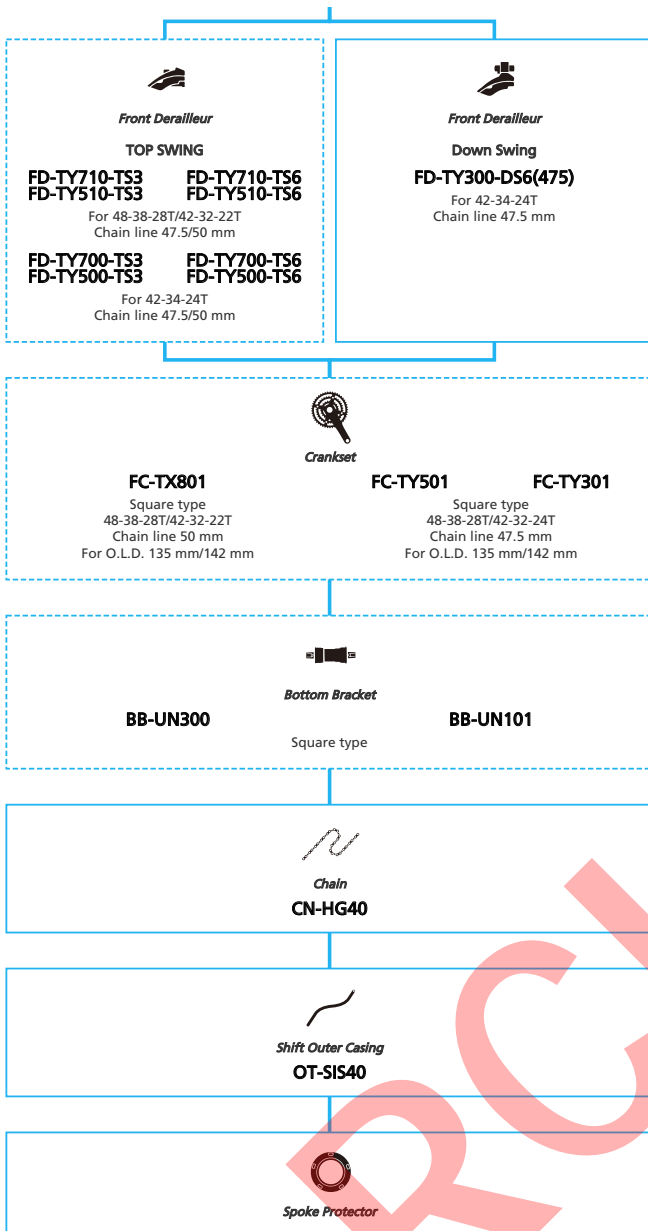 Front Derailleur
TOP SWING
FD-TY710-TS3 FD-TY710-TS6
FD-TY510-TS3 FD-TY510-TS6
For 48-38-28T/42-32-22T
Chain line 47.5/50 mm
FD-TY700-TS3 FD-TY700-TS6
FD-TY500-TS3 FD-TY500-TS6
For 42-34-24T
Chain line 47.5/50 mm
Front Derailleur
Down Swing
FD-TY300-DS6(475)
For 42-34-24T
Chain line 47.5 mm
Crankset
FC-TX801
Square type
48-38-28T/42-32-22T
Chain line 50 mm
For O.L.D. 135 mm/142 mm
FC-TY501 FC-TY301
Square type
48-38-28T/42-32-24T
Chain line 47.5 mm
For O.L.D. 135 mm/142 mm
Bottom Bracket
BB-UN300 BB-UN101
Square type
Chain
CN-HG40
Shift Outer Casing
OT-SIS40
Spoke Protector